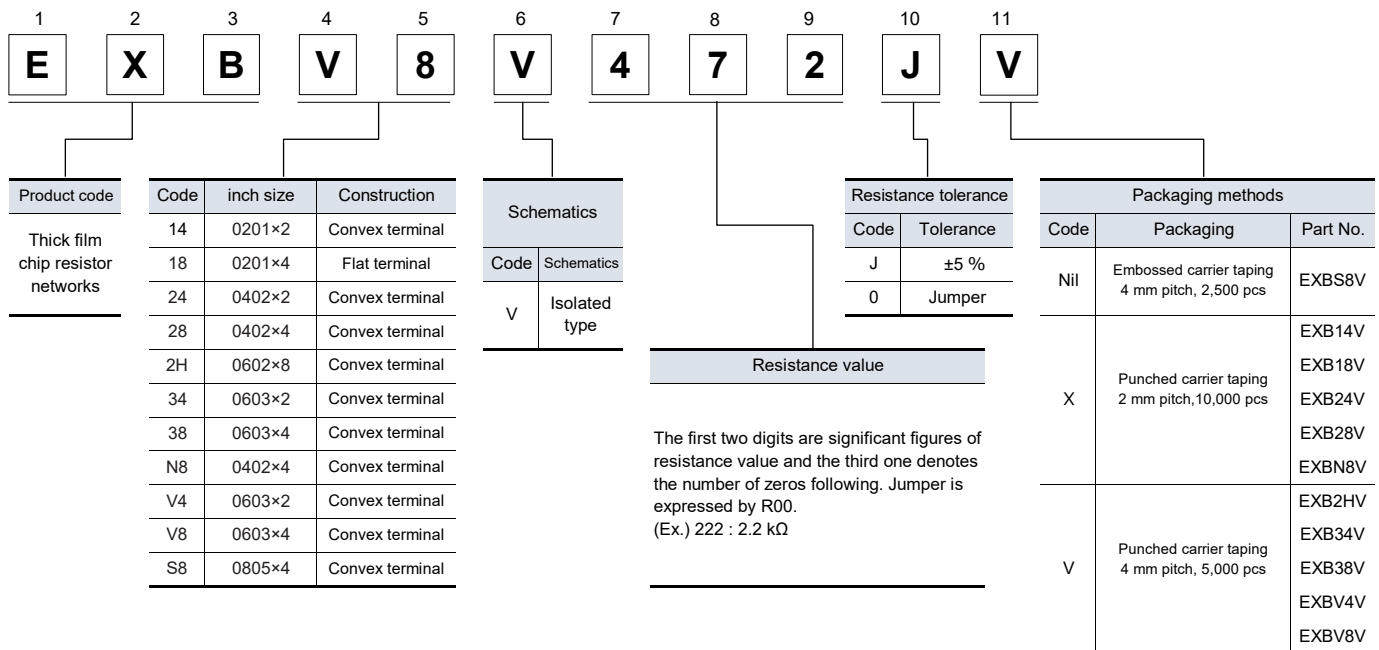 1 2 3 4 5 6 7 8 9 10 11
E X B V 8 V 4 7 2 J V
Product code
Thick film
chip resistor
networks
Code inch size Construction
14 0201×2 Convex terminal
18 0201×4 Flat terminal
24 0402×2 Convex terminal
28 0402×4 Convex terminal
2H 0602×8 Convex terminal
34 0603×2 Convex terminal
38 0603×4 Convex terminal
N8 0402×4 Convex terminal
V4 0603×2 Convex terminal
V8 0603×4 Convex terminal
S8 0805×4 Convex terminal
Schematics
Code Schematics
V Isolated
type
Resistance value
The first two digits are significant figures of
resistance value and the third one denotes
the number of zeros following. Jumper is
expressed by R00.
(Ex.) 222 : 2.2 kΩ
Resistance tolerance
Code Tolerance
J ±5 %
0 Jumper
Packaging methods
Code Packaging Part No.
Nil Embossed carrier taping
4 mm pitch, 2,500 pcs
EXBS8V
X Punched carrier taping
2 mm pitch,10,000 pcs
EXB14V
EXB18V
EXB24V
EXB28V
EXBN8V
V Punched carrier taping
4 mm pitch, 5,000 pcs
EXB2HV
EXB34V
EXB38V
EXBV4V
EXBV8V